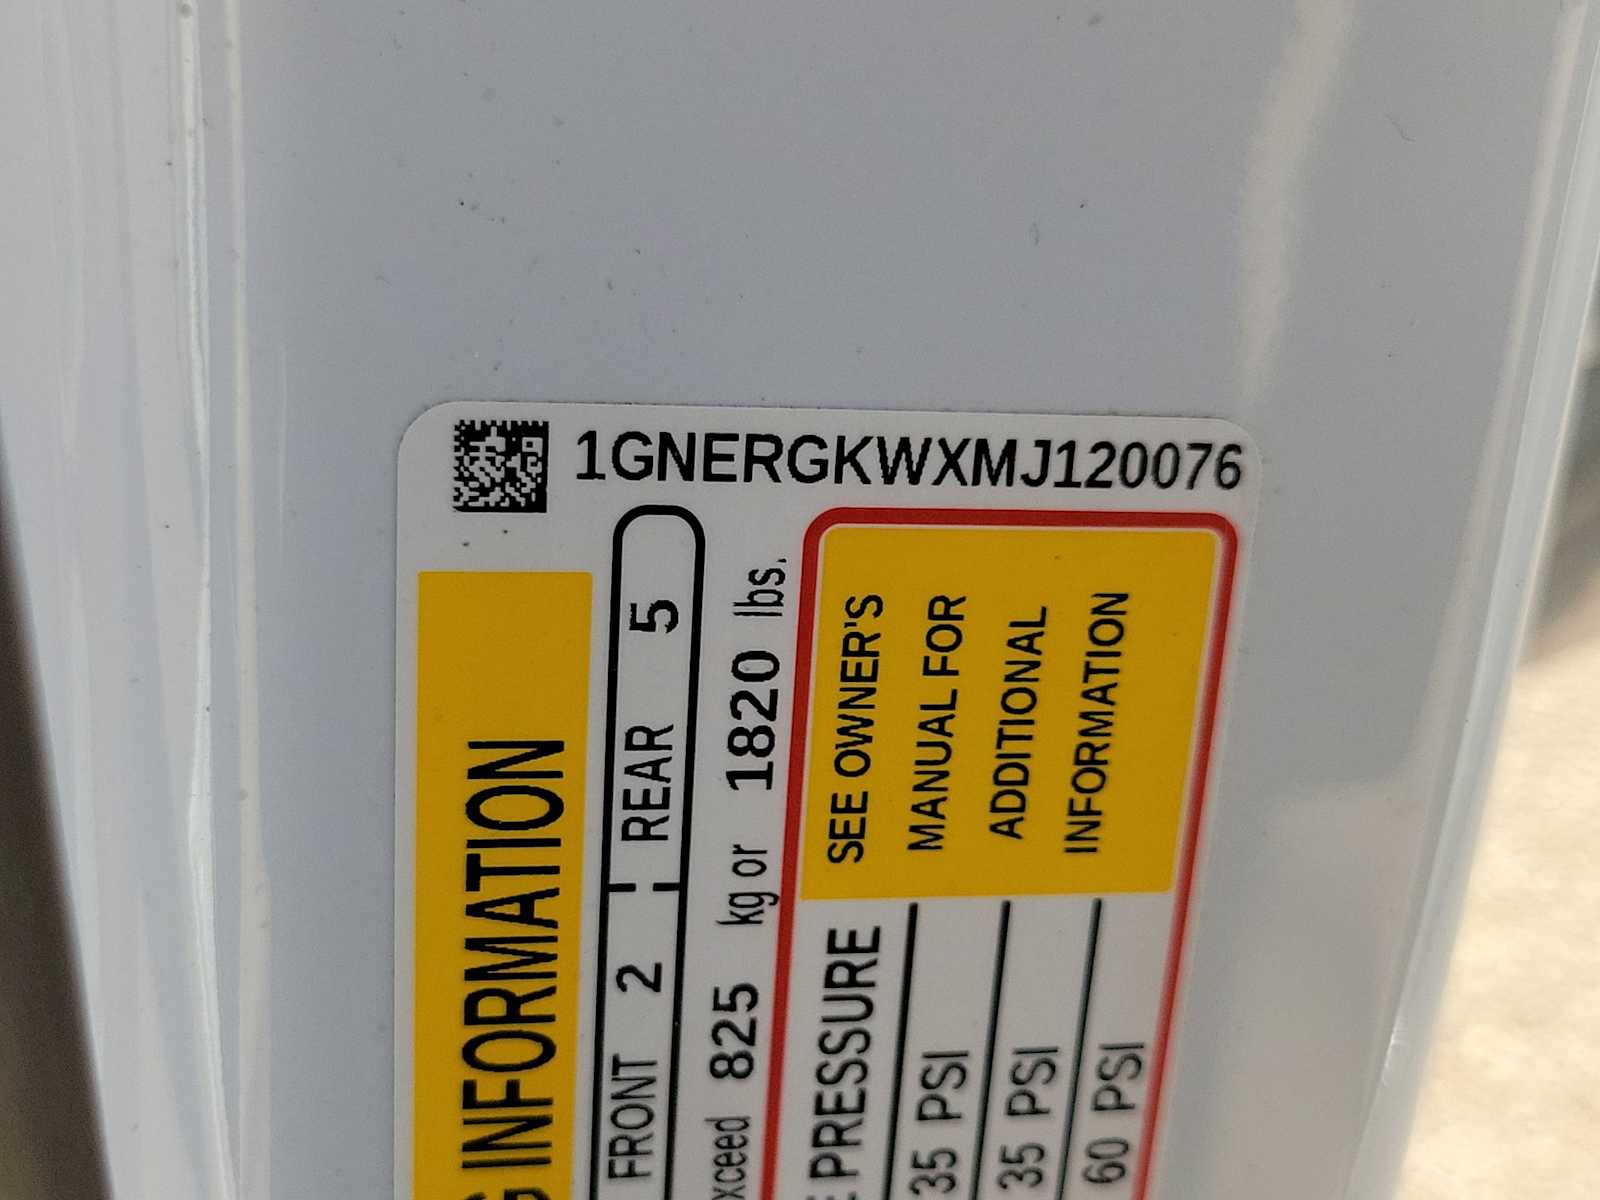 1GNERGKWXMJ120076
G INFORMATION
FRONT 2 REAR 5
xceed 825 kg or 1820 lbs.
E PRESSURE
35 PSI
35 PSI
60 PSI
SEE OWNER'S
MANUAL FOR
ADDITIONAL
INFORMATION